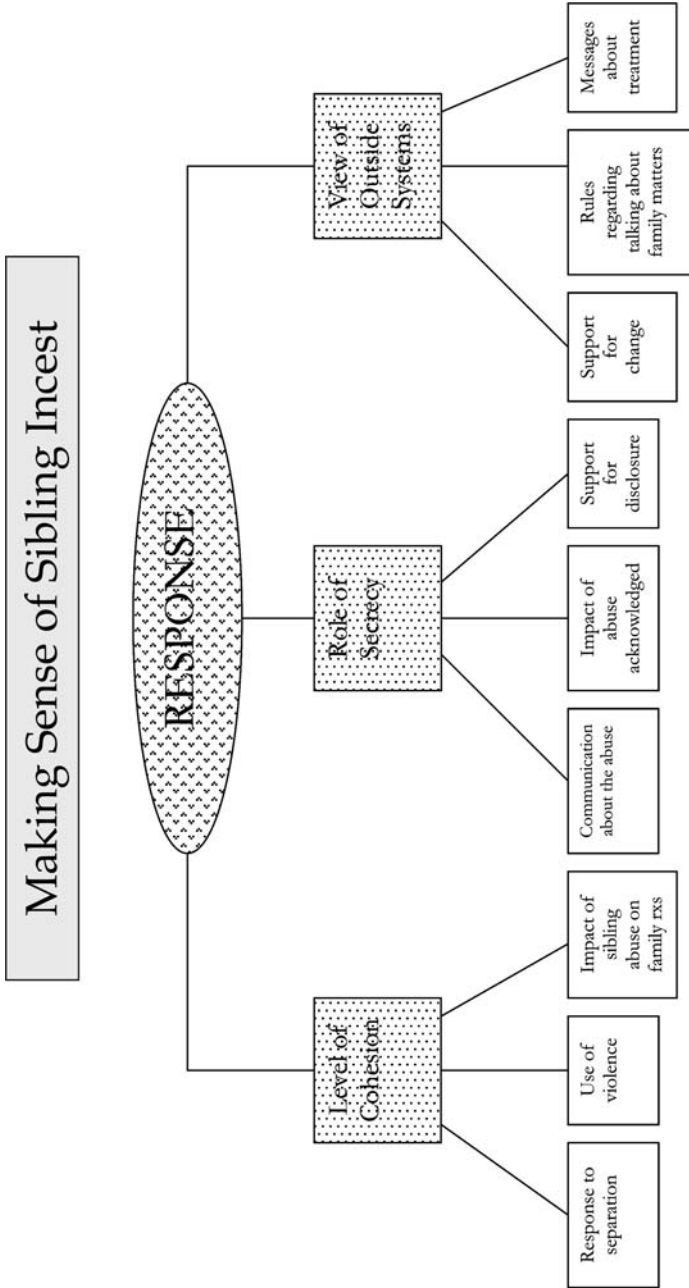 Making Sense of Sibling Incest
RESPONSE
Level of
Cohesion
Role of
Secrecy
View of
Outside
Systems
Response to
separation
Use of
violence
Impact of
sibling
abuse on
family rxs
Communication
about the abuse
Impact of
abuse
acknowledged
Support
for
disclosure
Support
for
change
Rules
regarding
talking about
family matters
Messages
about
treatment